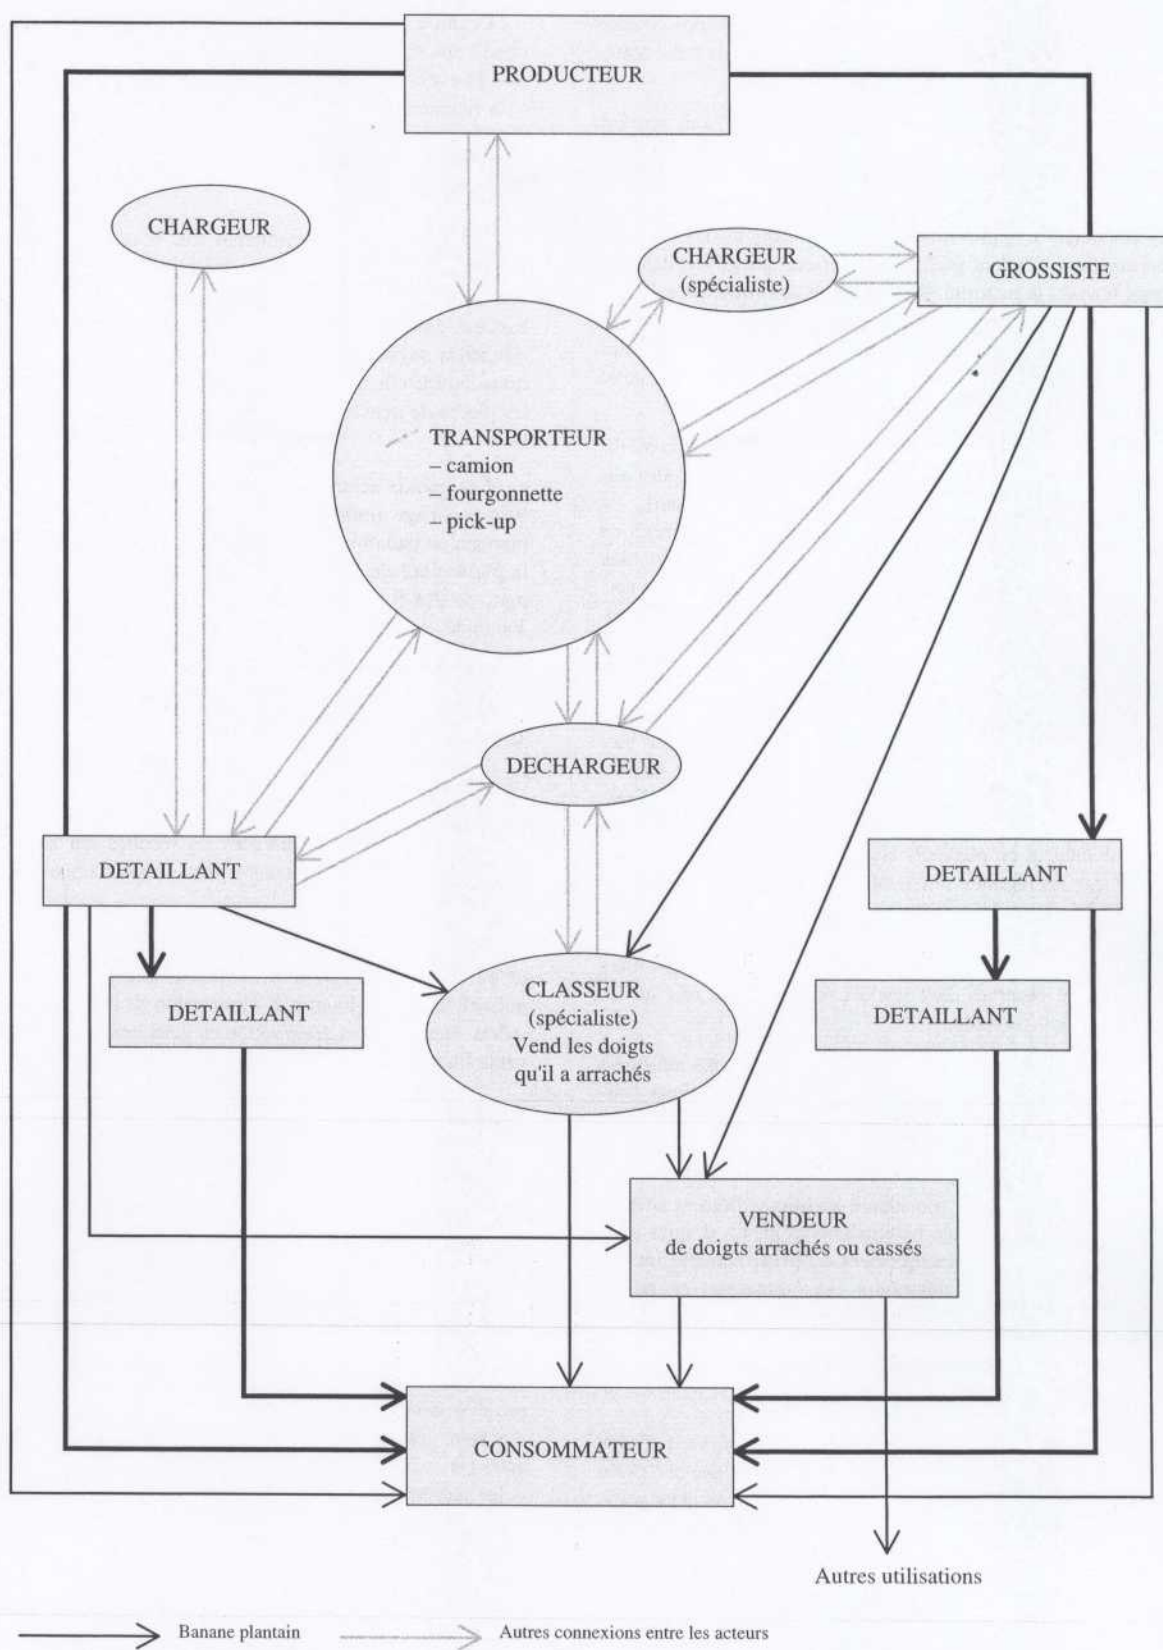 PRODUCTEUR
CHARGEUR
CHARGEUR
(spécialiste)
GROSSISTE
TRANSPORTEUR
– camion
– fourgonnette
– pick-up
DECHARGEUR
DETAILLANT
DETAILLANT
DETAILLANT
CLASSEUR
(spécialiste)
Vend les doigts
qu'il a arrachés
DETAILLANT
VENDEUR
de doigts arrachés ou cassés
CONSOMMATEUR
Autres utilisations
Banane plantain
Autres connexions entre les acteurs